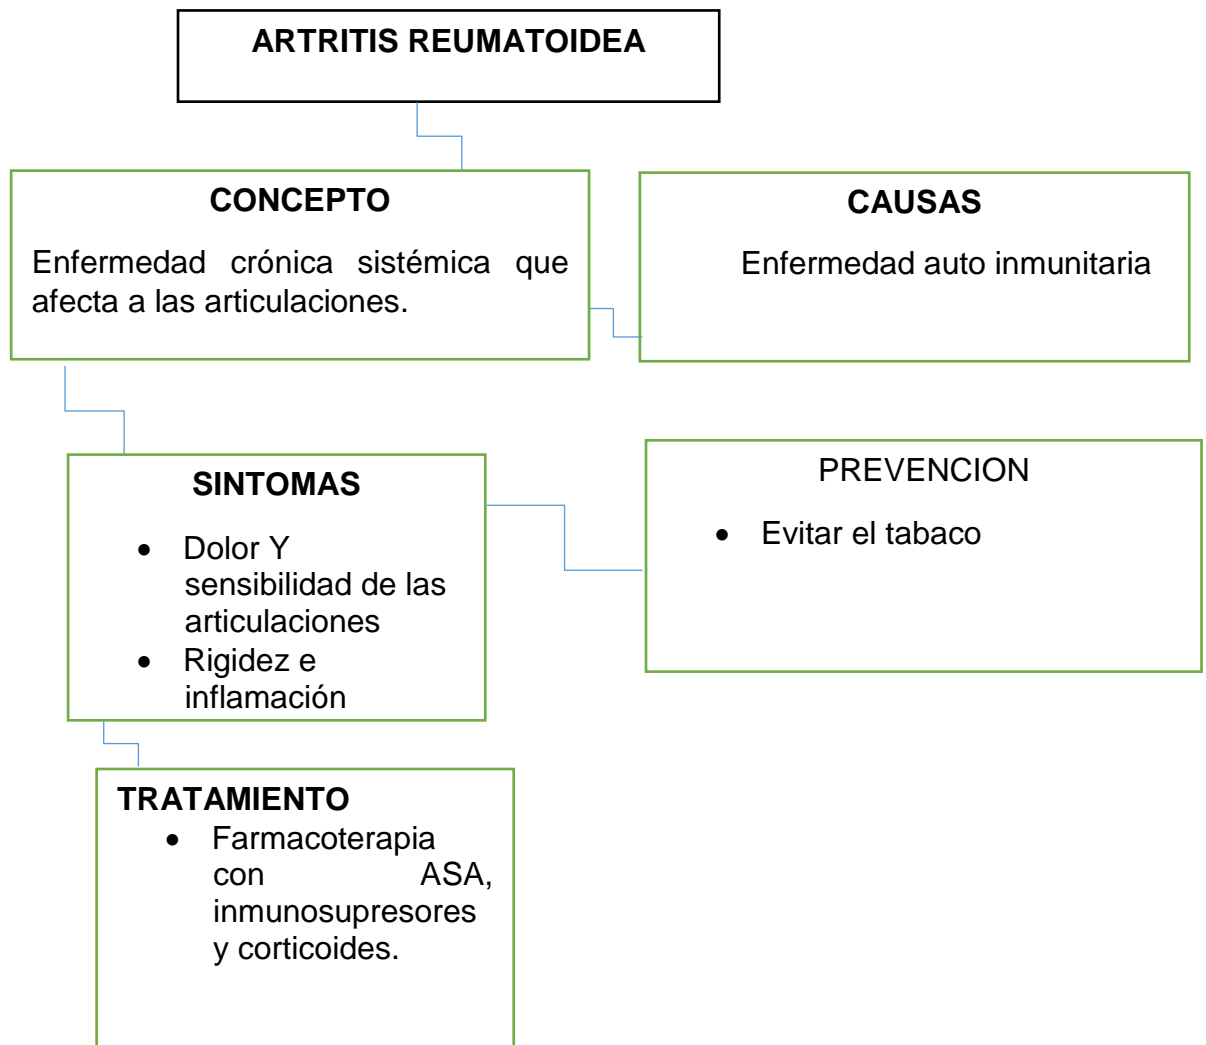 ARTRITIS REUMATOIDEA
CONCEPTO
Enfermedad crónica sistémica que
afecta a las articulaciones.
CAUSAS
Enfermedad auto inmunitaria
SINTOMAS
• Dolor Y
sensibilidad de las
articulaciones
• Rigidez e
inflamación
PREVENCION
• Evitar el tabaco
TRATAMIENTO
• Farmacoterapia
con ASA,
inmunosupresores
y corticoides.